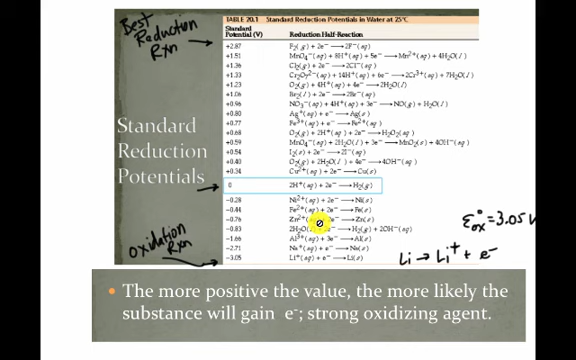 Best
Reduction
Rxn
TABLE 20.1 Standard Reduction Potentials in Water at 25°C
Standard
Potential (V) Reduction Half-Reaction
+2.87 F₂(g) + 2e⁻ → 2F⁻(aq)
+1.51 MnO₄⁻(aq) + 8H⁺(aq) + 5e⁻ → Mn²⁺(aq) + 4H₂O(l)
+1.36 Cl₂(g) + 2e⁻ → 2Cl⁻(aq)
+1.33 Cr₂O₇²⁻(aq) + 14H⁺(aq) + 6e⁻ → 2Cr³⁺(aq) + 7H₂O(l)
+1.23 O₂(g) + 4H⁺(aq) + 4e⁻ → 2H₂O(l)
+1.06 Br₂(l) + 2e⁻ → 2Br⁻(aq)
+0.96 NO₃⁻(aq) + 4H⁺(aq) + 3e⁻ → NO(g) + H₂O(l)
+0.80 Ag⁺(aq) + e⁻ → Ag(s)
+0.77 Fe³⁺(aq) + e⁻ → Fe²⁺(aq)
+0.68 O₂(g) + 2H⁺(aq) + 2e⁻ → H₂O₂(aq)
+0.59 MnO₄⁻(aq) + 2H₂O(l) + 3e⁻ → MnO₂(s) + 4OH⁻(aq)
+0.54 I₂(s) + 2e⁻ → 2I⁻(aq)
+0.40 O₂(g) + 2H₂O(l) + 4e⁻ → 4OH⁻(aq)
+0.34 Cu²⁺(aq) + 2e⁻ → Cu(s)
0 2H⁺(aq) + 2e⁻ → H₂(g)
-0.28 Ni²⁺(aq) + 2e⁻ → Ni(s)
-0.44 Fe²⁺(aq) + 2e⁻ → Fe(s)
-0.76 Zn²⁺(aq) 2e⁻ → Zn(s)
-0.83 2H₂O(l) 2e⁻ → H₂(g) + 2OH⁻(aq)
-1.66 Al³⁺(aq) + 3e⁻ → Al(s)
-2.71 Na⁺(aq) + e⁻ → Na(s)
-3.05 Li⁺(aq) + e⁻ → Li(s)
Standard
Reduction
Potentials
Oxidation
Rxn
ε°ox = 3.05 V
Li → Li⁺ + e⁻
• The more positive the value, the more likely the
substance will gain e⁻; strong oxidizing agent.